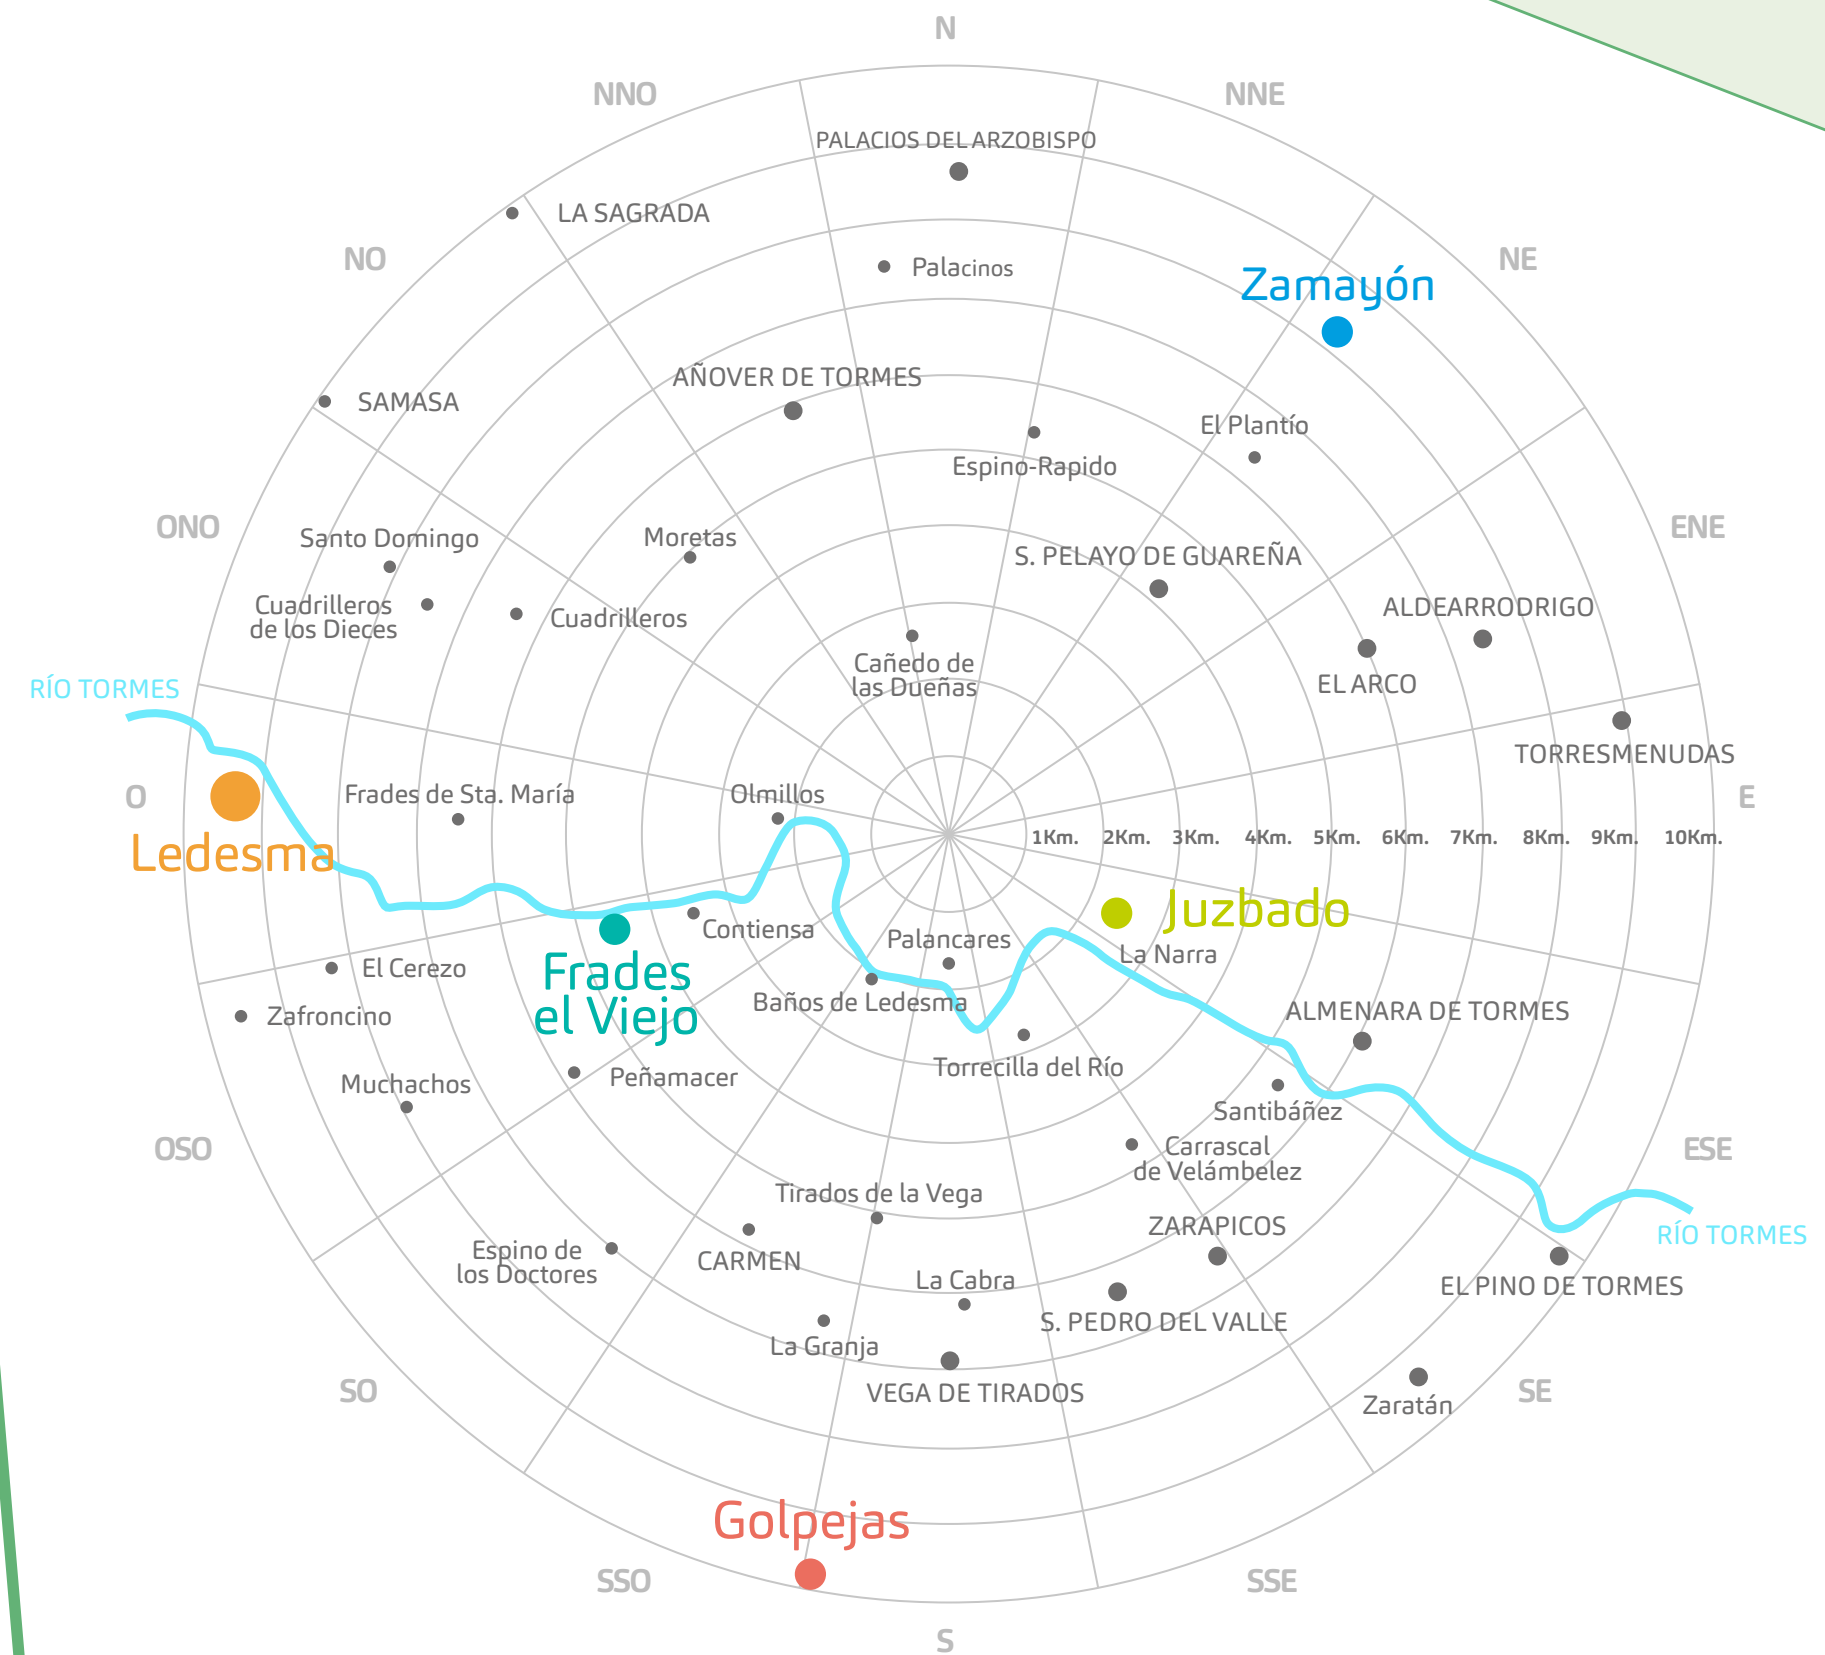 N
NNO
NNE
PALACIOS DEL ARZOBISPO
LA SAGRADA
NO
NE
Palacinos
Zamayón
AÑOVER DE TORMES
SAMASA
El Plantío
Espino-Rapido
ONO
ENE
Santo Domingo
Moretas
S. PELAYO DE GUAREÑA
Cuadrilleros
de los Dieces
Cuadrilleros
ALDEARRODRIGO
Cañedo de
las Dueñas
EL ARCO
RÍO TORMES
TORRESMENUDAS
O
Frades de Sta. María
Olmillos
E
1Km.
2Km.
3Km.
4Km.
5Km.
6Km.
7Km.
8Km.
9Km.
10Km.
Ledesma
Juzbado
Contiensa
Palancares
La Narra
El Cerezo
Frades
el Viejo
Baños de Ledesma
Zafroncino
ALMENARA DE TORMES
Torrecilla del Río
Peñamacer
Muchachos
Santibáñez
OSO
Carrascal
de Velámbelez
ESE
Tirados de la Vega
ZARAPICOS
RÍO TORMES
Espino de
los Doctores
CARMEN
La Cabra
EL PINO DE TORMES
S. PEDRO DEL VALLE
La Granja
SO
VEGA DE TIRADOS
SE
Zaratán
Golpejas
SSO
SSE
S